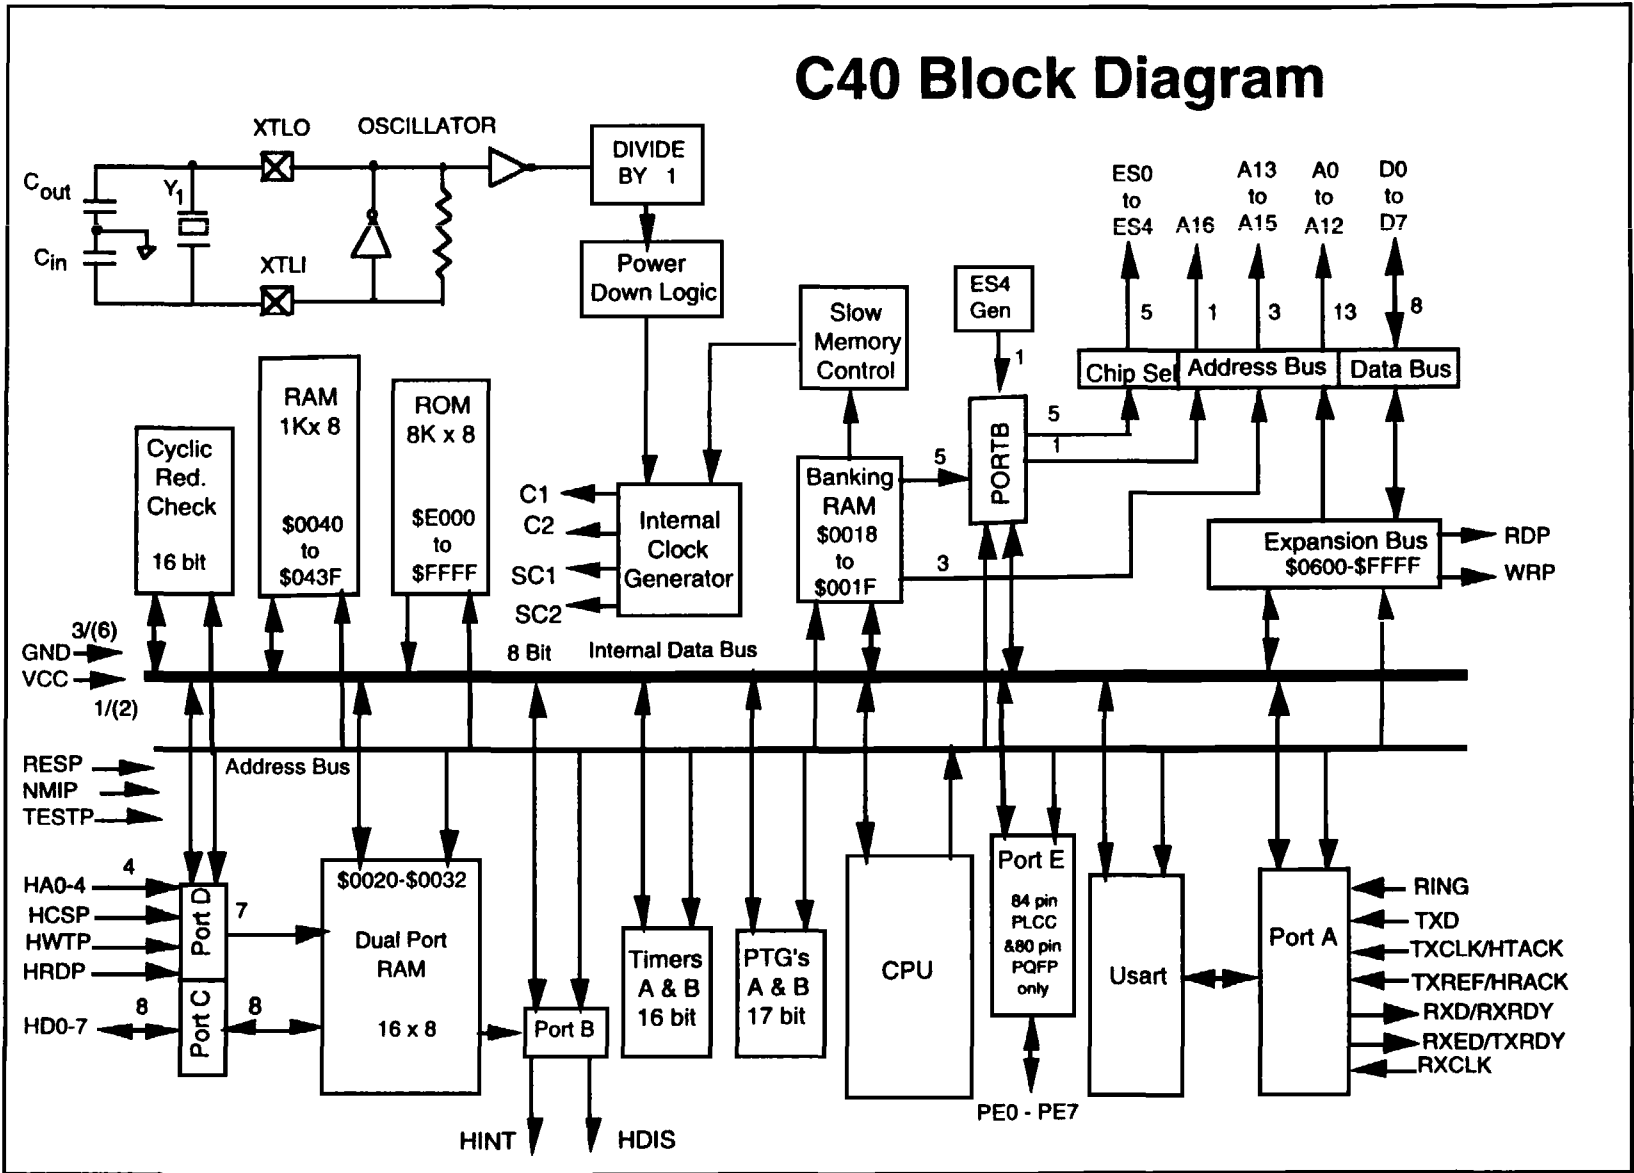 C40 Block Diagram
XTLO
OSCILLATOR
DIVIDE
BY 1
Cout
Y1
Cin
XTLI
Power
Down Logic
ES0
to
ES4
A16
A13
to
A15
A0
to
A12
D0
to
D7
5
1
3
13
8
ES4
Gen
1
Slow
Memory
Control
Chip Sel
Address Bus
Data Bus
RAM
1Kx 8
$0040
to
$043F
ROM
8K x 8
$E000
to
$FFFF
Cyclic
Red.
Check
16 bit
C1
C2
SC1
SC2
Internal
Clock
Generator
Banking
RAM
$0018
to
$001F
5
3
PORTB
5
1
Expansion Bus
$0600-$FFFF
RDP
WRP
3/(6)
GND
VCC
1/(2)
8 Bit
Internal Data Bus
RESP
NMIP
TESTP
Address Bus
4
HA0-4
HCSP
HWTP
HRDP
HD0-7
8
Port D
Port C
7
8
$0020-$0032
Dual Port
RAM
16 x 8
Port B
HINT
HDIS
Timers
A & B
16 bit
PTG's
A & B
17 bit
CPU
Port E
84 pin
PLCC
&80 pin
PQFP
only
PE0 - PE7
Usart
Port A
RING
TXD
TXCLK/HTACK
TXREF/HRACK
RXD/RXRDY
RXED/TXRDY
RXCLK